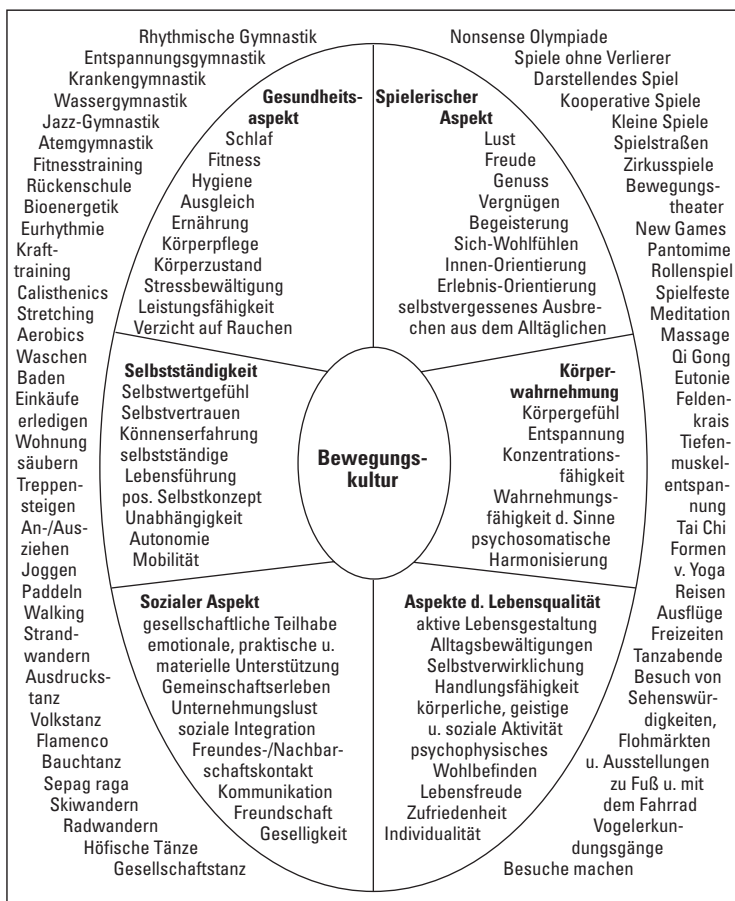 Rhythmische Gymnastik
Entspannungsgymnastik
Krankengymnastik
Wassergymnastik
Jazz-Gymnastik
Atemgymnastik
Fitnesstraining
Rückenschule
Bioenergetik
Eurhythmie
Kraft-
training
Calisthenics
Stretching
Aerobics
Waschen
Baden
Einkäufe
erledigen
Wohnung
säubern
Treppen-
steigen
An-/Aus-
ziehen
Joggen
Paddeln
Walking
Strand-
wandern
Ausdrucks-
tanz
Volkstanz
Flamenco
Bauchtanz
Sepag raga
Skiwandern
Radwandern
Höfische Tänze
Gesellschaftstanz
Gesundheits-
aspekt
Schlaf
Fitness
Hygiene
Ausgleich
Ernährung
Körperpflege
Körperzustand
Stressbewältigung
Leistungsfähigkeit
Verzicht auf Rauchen
Spielerischer
Aspekt
Lust
Freude
Genuss
Vergnügen
Begeisterung
Sich-Wohlfühlen
Innen-Orientierung
Erlebnis-Orientierung
selbstvergessenes Ausbre-
chen aus dem Alltäglichen
Selbstständigkeit
Selbstwertgefühl
Selbstvertrauen
Könnenserfahrung
selbstständige
Lebensführung
pos. Selbstkonzept
Unabhängigkeit
Autonomie
Mobilität
Bewegungs-
kultur
Körper-
wahrnehmung
Körpergefühl
Entspannung
Konzentrations-
fähigkeit
Wahrnehmungs-
fähigkeit d. Sinne
psychosomatische
Harmonisierung
Sozialer Aspekt
gesellschaftliche Teilhabe
emotionale, praktische u.
materielle Unterstützung
Gemeinschaftserleben
Unternehmungslust
soziale Integration
Freundes-/Nachbar-
schaftskontakt
Kommunikation
Freundschaft
Geselligkeit
Aspekte d. Lebensqualität
aktive Lebensgestaltung
Alltagsbewältigungen
Selbstverwirklichung
Handlungsfähigkeit
körperliche, geistige
u. soziale Aktivität
psychophysisches
Wohlbefinden
Lebensfreude
Zufriedenheit
Individualität
Nonsense Olympiade
Spiele ohne Verlierer
Darstellendes Spiel
Kooperative Spiele
Kleine Spiele
Spielstraßen
Zirkusspiele
Bewegungs-
theater
New Games
Pantomime
Rollenspiel
Spielfeste
Meditation
Massage
Qi Gong
Eutonie
Felden-
krais
Tiefen-
muskel-
entspan-
nung
Tai Chi
Formen
v. Yoga
Reisen
Ausflüge
Freizeiten
Tanzabende
Besuch von
Sehenswür-
digkeiten,
Flohmärkten
u. Ausstellungen
zu Fuß u. mit
dem Fahrrad
Vogelerkun-
dungsgänge
Besuche machen